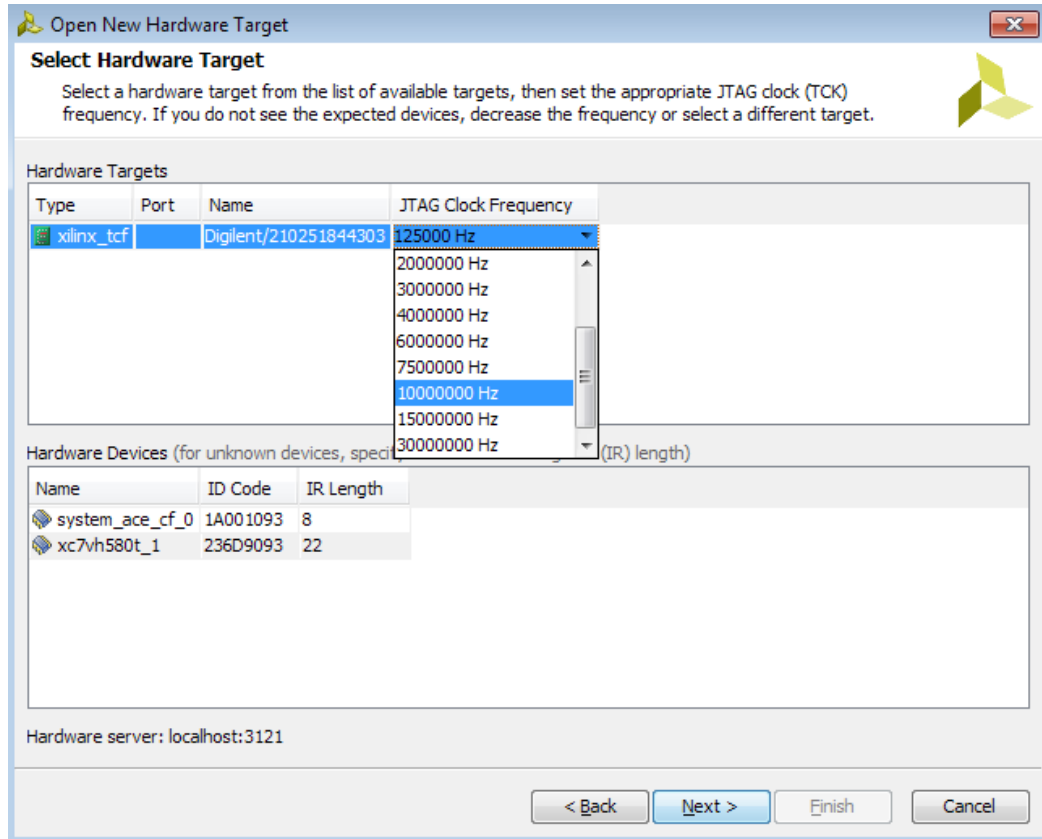 Open New Hardware Target
Select Hardware Target
Select a hardware target from the list of available targets, then set the appropriate JTAG clock (TCK)
frequency. If you do not see the expected devices, decrease the frequency or select a different target.
Hardware Targets
Type Port Name JTAG Clock Frequency
xilinx_tcf Digilent/210251844303 125000 Hz
2000000 Hz
3000000 Hz
4000000 Hz
6000000 Hz
7500000 Hz
10000000 Hz
15000000 Hz
30000000 Hz
Hardware Devices (for unknown devices, (IR) length)
Name ID Code IR Length
system_ace_cf_0 1A001093 8
xc7vh580t_1 236D9093 22
Hardware server: localhost:3121
< Back Next > Finish Cancel